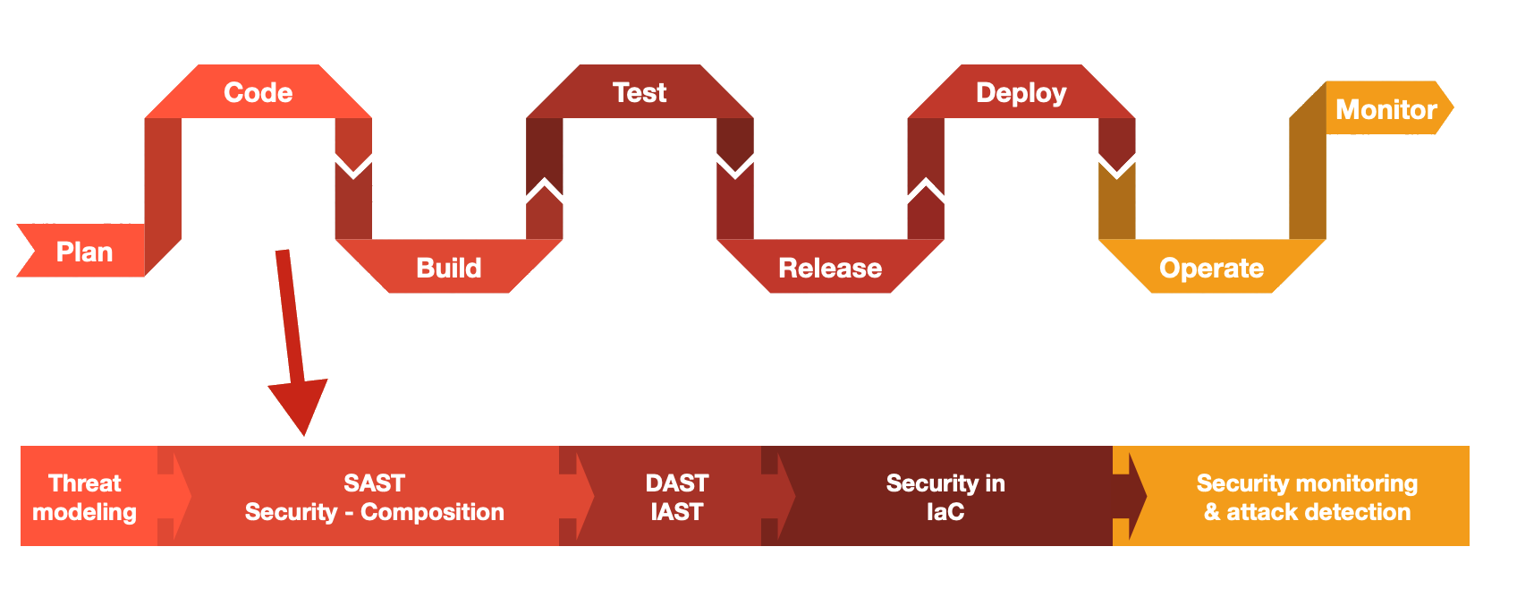 Code
Test
Deploy
Monitor
Plan
Build
Release
Operate
Threat
modeling
SAST
Security - Composition
DAST
IAST
Security in
IaC
Security monitoring
& attack detection